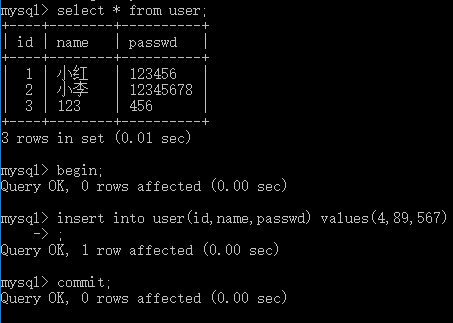 mysql> select * from user;
+----+--------+----------+
| id | name   | passwd   |
+----+--------+----------+
|  1 | 小红   | 123456   |
|  2 | 小李   | 12345678 |
|  3 | 123    | 456      |
+----+--------+----------+
3 rows in set (0.01 sec)
mysql> begin;
Query OK, 0 rows affected (0.00 sec)
mysql> insert into user(id,name,passwd) values(4,89,567)
    -> ;
Query OK, 1 row affected (0.00 sec)
mysql> commit;
Query OK, 0 rows affected (0.00 sec)